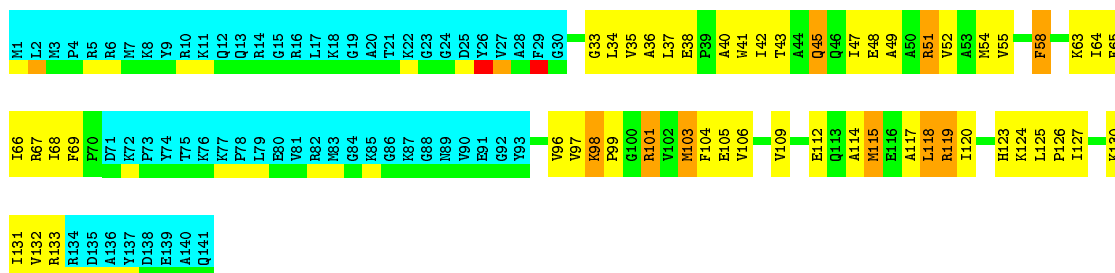 M1 L2 M3 P4 R5 R6 M7 K8 Y9 R10 K11 Q12 Q13 R14 G15 R16 L17 K18 G19 A20 T21 K22 G23 G24 D25 Y26 V27 A28 F29 G30 G33 L34 V35 A36 L37 E38 P39 A40 W41 I42 T43 A44 Q45 Q46 I47 E48 A49 A50 R51 V52 A53 M54 V55 F58 K63 I64 F65
I66 R67 I68 F69 P70 D71 K72 P73 Y74 T75 K76 K77 P78 L79 E80 V81 R82 M83 G84 K85 G86 K87 G88 N89 V90 E91 G92 Y93 V96 V97 K98 P99 G100 R101 V102 M103 F104 E105 V106 V109 E112 Q113 A114 M115 E116 A117 L118 R119 I120 H123 K124 L125 P126 I127 K130
I131 V132 R133 R134 D135 A136 Y137 D138 E139 A140 Q141